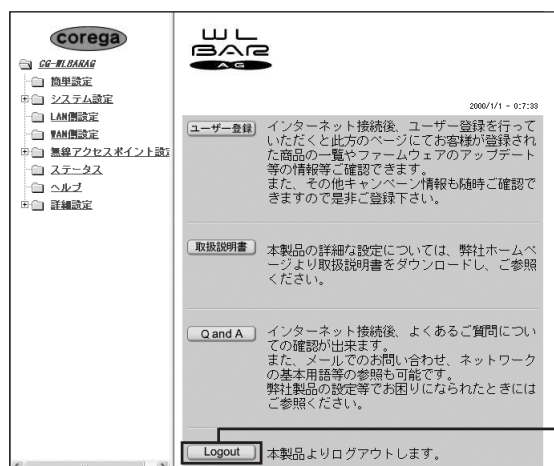 corega
CG-WLBARAG
簡単設定
システム設定
LAN側設定
WAN側設定
無線アクセスポイント設定
ステータス
ヘルプ
詳細設定
WL
BAR
AG
2000/1/1 - 0:7:33
ユーザー登録
インターネット接続後、ユーザー登録を行って
いただくと此方のページにてお客様が登録され
た商品の一覧やファームウェアのアップデート
等の情報等ご確認できます。
また、その他キャンペーン情報も随時ご確認で
きますので是非ご登録下さい。
取扱説明書
本製品の詳細な設定については、弊社ホームペ
ージより取扱説明書をダウンロードし、ご参照
ください。
Q and A
インターネット接続後、よくあるご質問につい
ての確認が出来ます。
また、メールでのお問い合わせ、ネットワーク
の基本用語等の参照も可能です。
弊社製品の設定等でお困りになられたときには
ご参照ください。
Logout
本製品よりログアウトします。